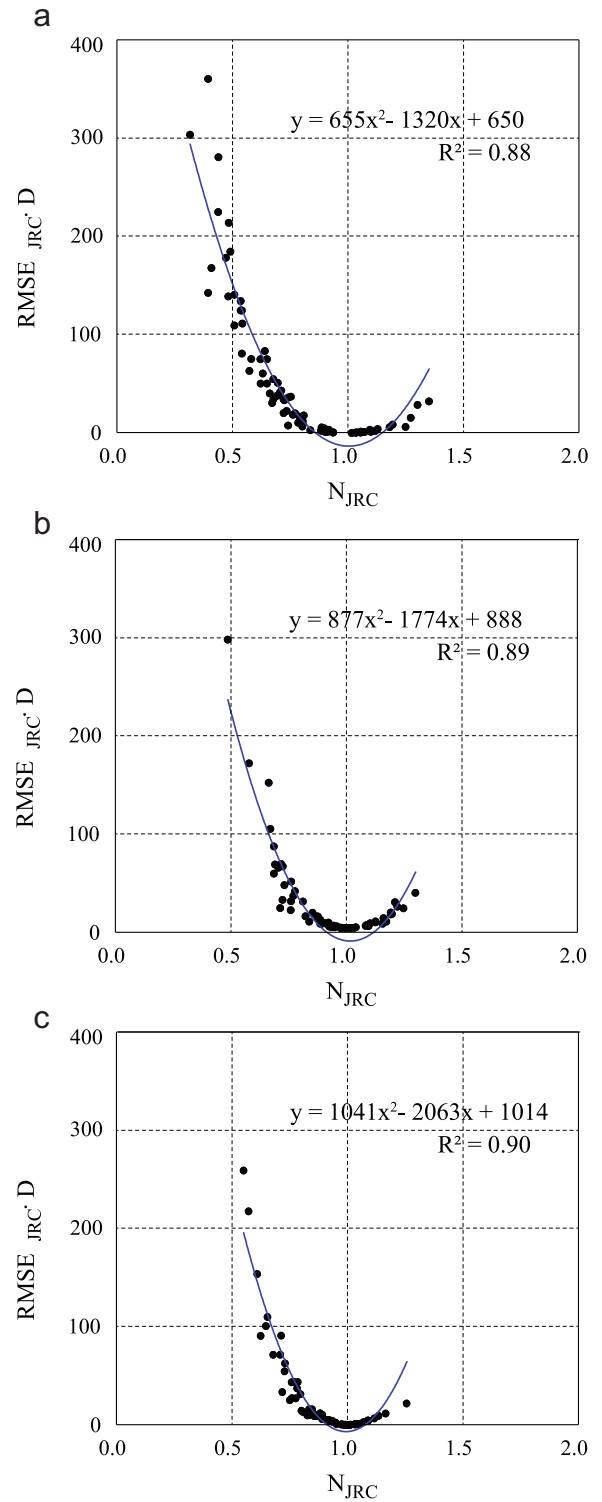 a
400
300
200
100
0
RMSE JRC· D
y = 655x²- 1320x + 650
R² = 0.88
0.0 0.5 1.0 1.5 2.0
NJRC
b
400
300
200
100
0
RMSE JRC· D
y = 877x²- 1774x + 888
R² = 0.89
0.0 0.5 1.0 1.5 2.0
NJRC
c
400
300
200
100
0
RMSE JRC· D
y = 1041x²- 2063x + 1014
R² = 0.90
0.0 0.5 1.0 1.5 2.0
NJRC